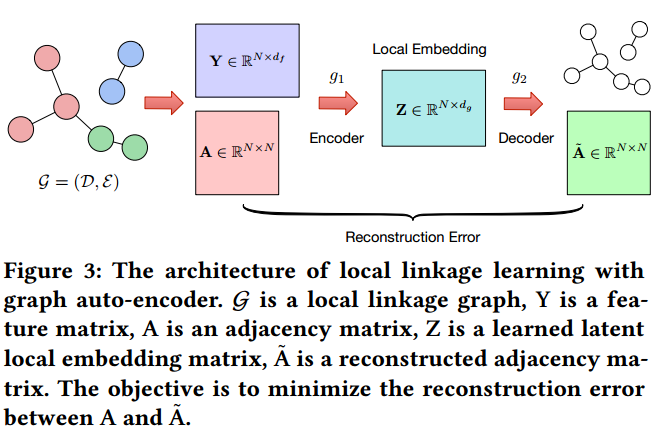 𝒢 = (𝒟, ℰ)
Y ∈ ℝ^{N×d_f}
A ∈ ℝ^{N×N}
g₁
Encoder
Local Embedding
Z ∈ ℝ^{N×d_g}
g₂
Decoder
Ã ∈ ℝ^{N×N}
Reconstruction Error
Figure 3: The architecture of local linkage learning with
graph auto-encoder. 𝒢 is a local linkage graph, Y is a fea-
ture matrix, A is an adjacency matrix, Z is a learned latent
local embedding matrix, Ã is a reconstructed adjacency ma-
trix. The objective is to minimize the reconstruction error
between A and Ã.